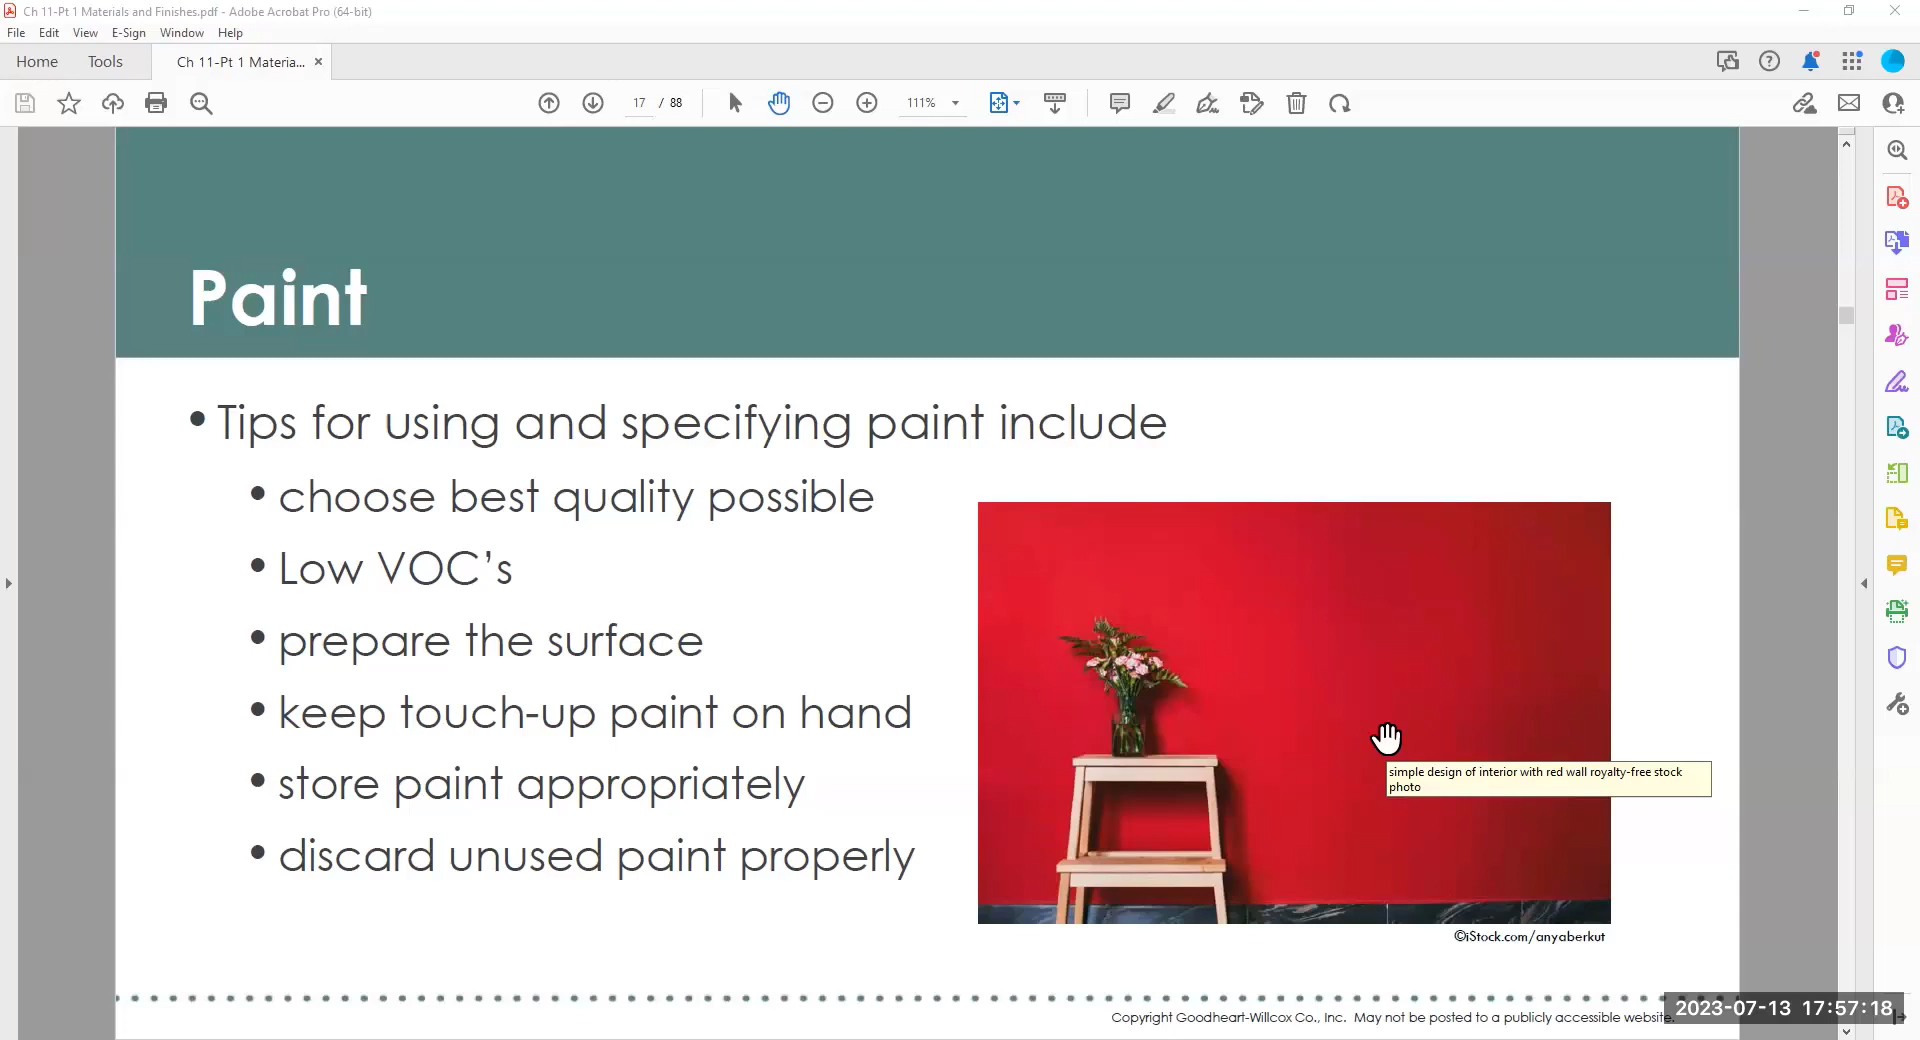 Ch 11-Pt 1 Materials and Finishes.pdf - Adobe Acrobat Pro (64-bit)
File Edit View E-Sign Window Help
Home Tools Ch 11-Pt 1 Materia... ×
17 / 88 111%
Paint
• Tips for using and specifying paint include
• choose best quality possible
• Low VOC’s
• prepare the surface
• keep touch-up paint on hand
• store paint appropriately
• discard unused paint properly
simple design of interior with red wall royalty-free stock
photo
©iStock.com/anyaberkut
Copyright Goodheart-Willcox Co., Inc. May not be posted to a publicly accessible website.
2023-07-13 17:57:18